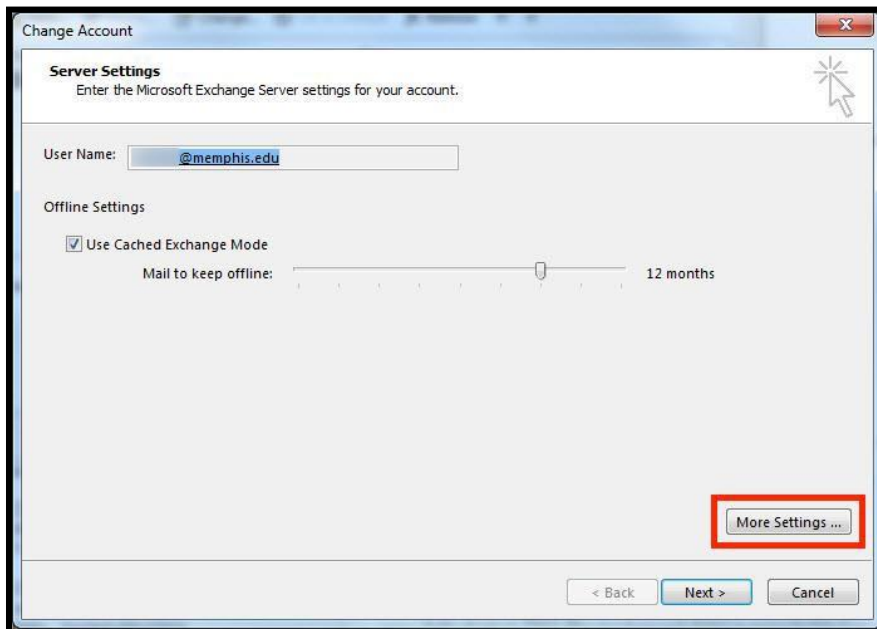 Change Account
Server Settings
Enter the Microsoft Exchange Server settings for your account.
User Name: @memphis.edu
Offline Settings
Use Cached Exchange Mode
Mail to keep offline: 12 months
More Settings ...
< Back Next > Cancel